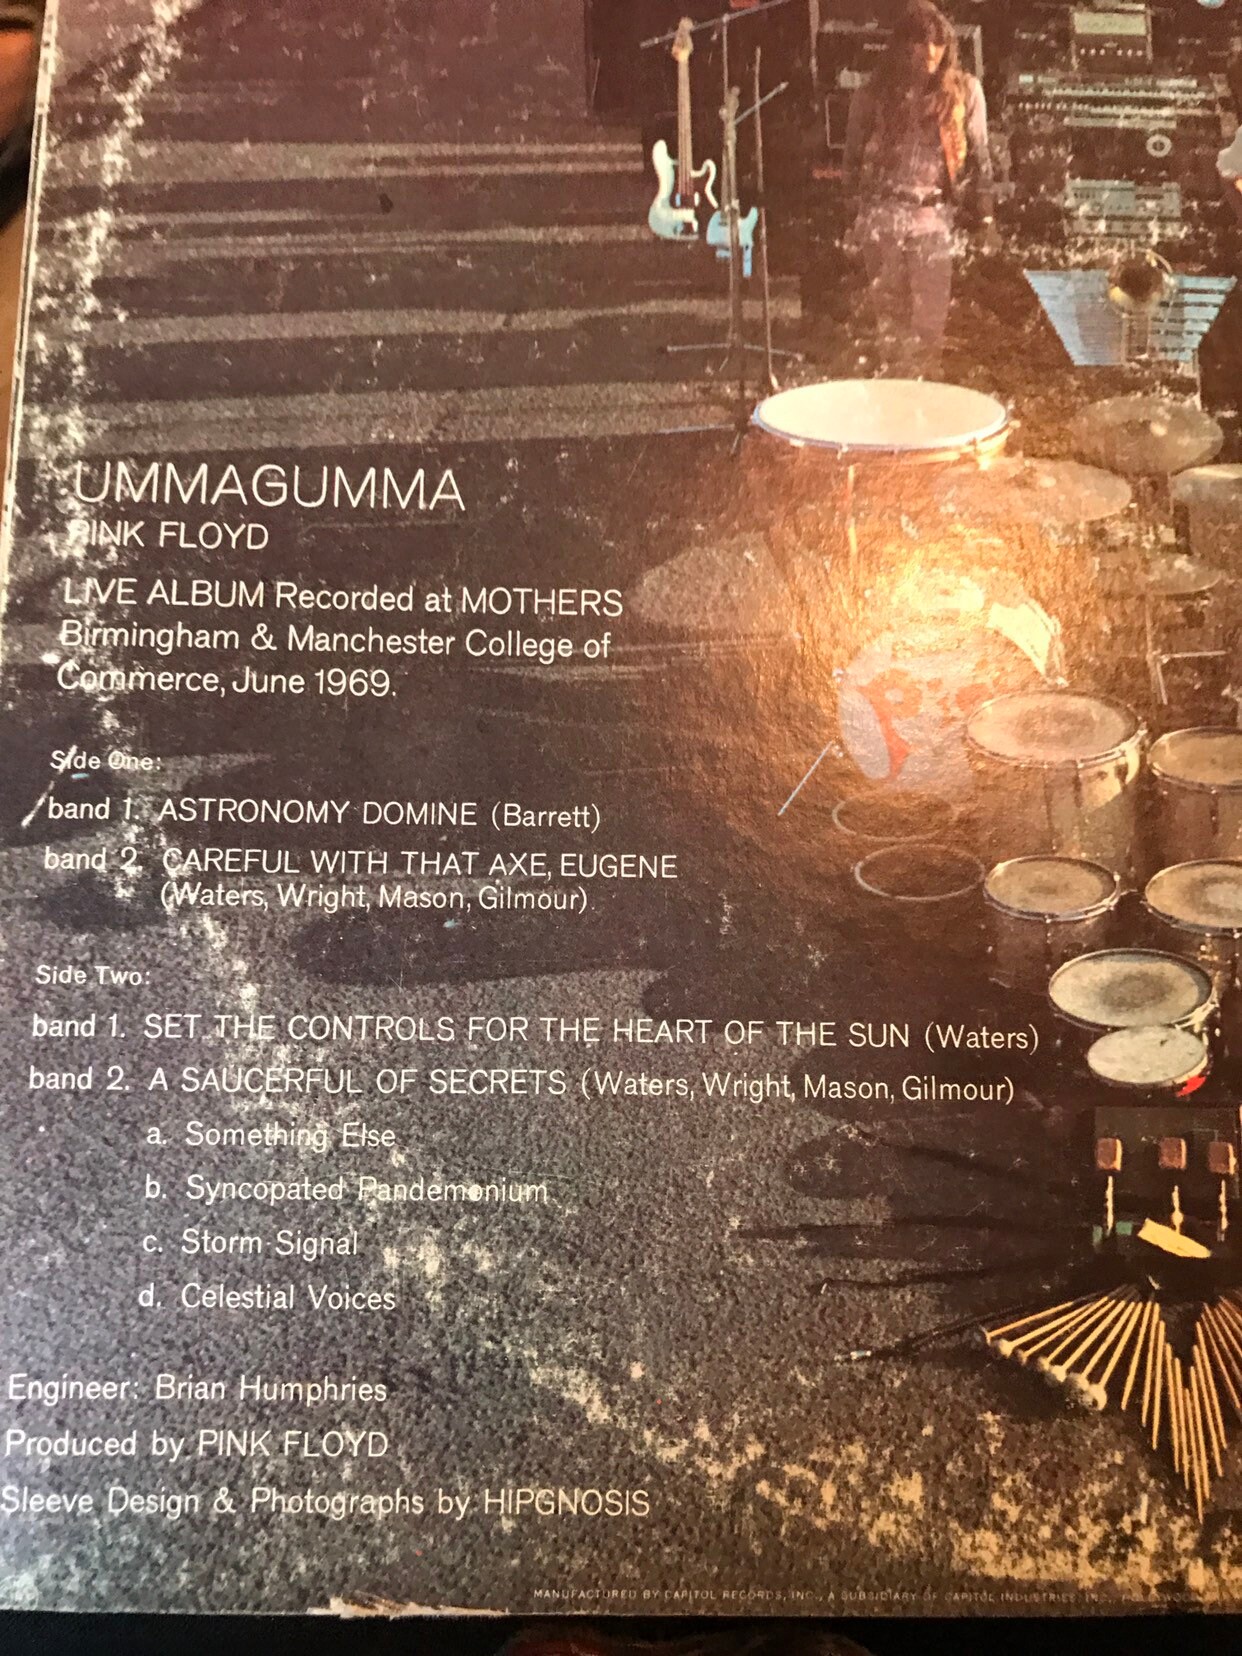 UMMAGUMMA
PINK FLOYD
LIVE ALBUM Recorded at MOTHERS
Birmingham & Manchester College of
Commerce, June 1969.
Side One:
band 1. ASTRONOMY DOMINE (Barrett)
band 2. CAREFUL WITH THAT AXE, EUGENE
(Waters, Wright, Mason, Gilmour).
Side Two:
band 1. SET THE CONTROLS FOR THE HEART OF THE SUN (Waters)
band 2. A SAUCERFUL OF SECRETS (Waters, Wright, Mason, Gilmour)
a. Something Else
b. Syncopated Pandemonium
c. Storm Signal
d. Celestial Voices
Engineer: Brian Humphries
Produced by PINK FLOYD
Sleeve Design & Photographs by HIPGNOSIS
MANUFACTURED BY CAPITOL RECORDS, INC., A SUBSIDIARY OF CAPITOL INDUSTRIES, INC., HOLLYWOOD